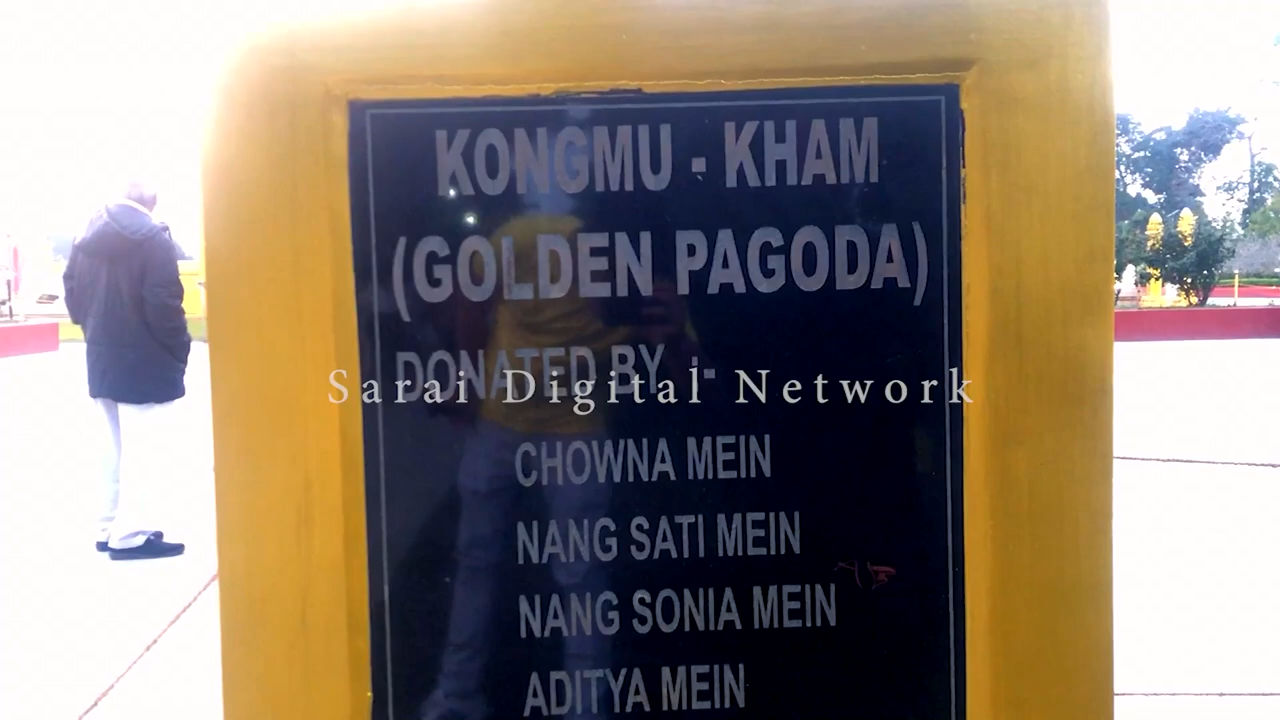 KONGMU - KHAM
(GOLDEN PAGODA)
DONATED BY :-
Sarai Digital Network
CHOWNA MEIN
NANG SATI MEIN
NANG SONIA MEIN
ADITYA MEIN